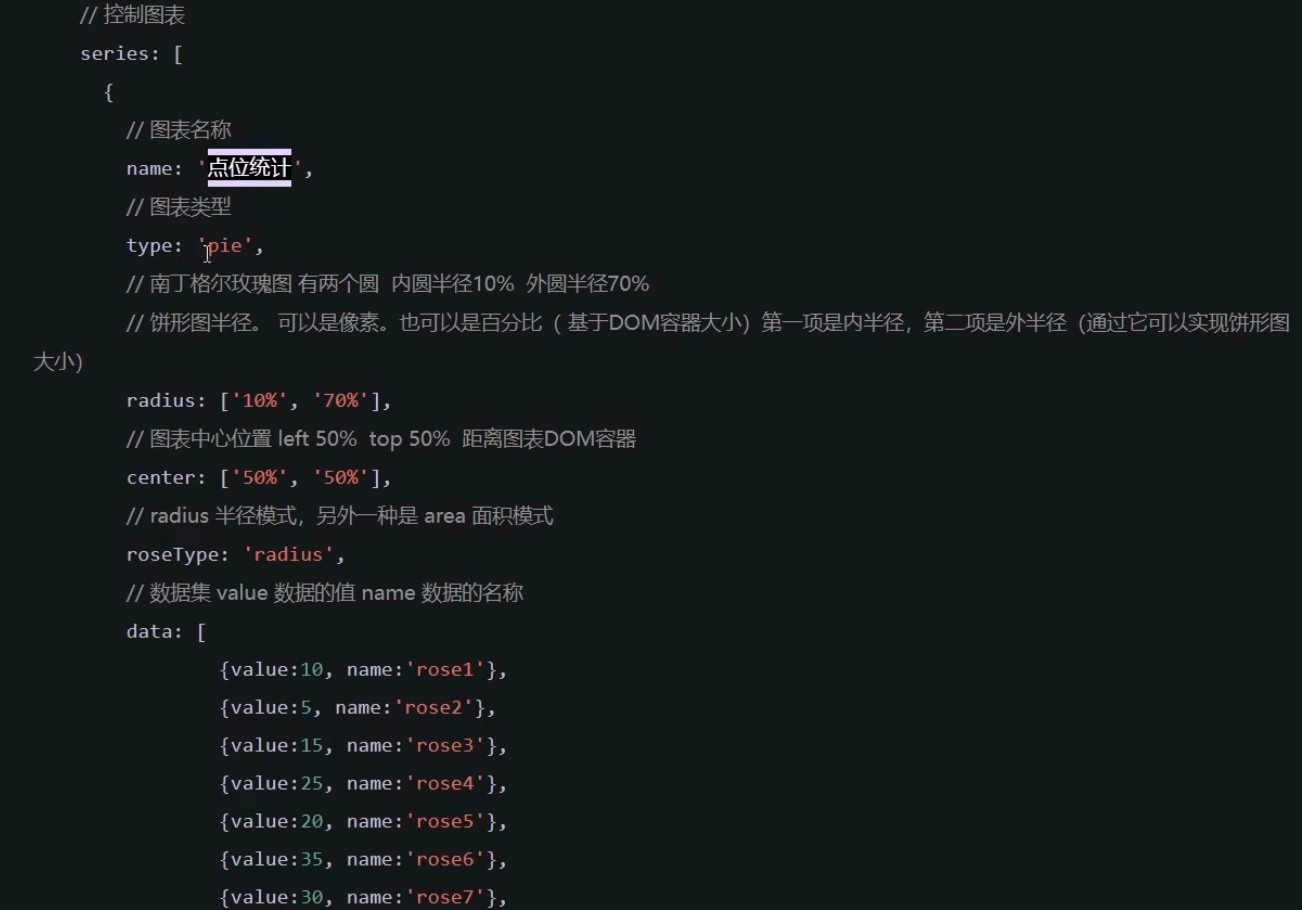 // 控制图表
series: [
{
// 图表名称
name: '点位统计',
// 图表类型
type: 'pie',
// 南丁格尔玫瑰图 有两个圆  内圆半径10%  外圆半径70%
// 饼形图半径。 可以是像素。也可以是百分比（ 基于DOM容器大小）第一项是内半径，第二项是外半径（通过它可以实现饼形图
大小）
radius: ['10%', '70%'],
// 图表中心位置 left 50%  top 50%  距离图表DOM容器
center: ['50%', '50%'],
// radius 半径模式，另外一种是 area 面积模式
roseType: 'radius',
// 数据集 value 数据的值 name 数据的名称
data: [
{value:10, name:'rose1'},
{value:5, name:'rose2'},
{value:15, name:'rose3'},
{value:25, name:'rose4'},
{value:20, name:'rose5'},
{value:35, name:'rose6'},
{value:30, name:'rose7'},